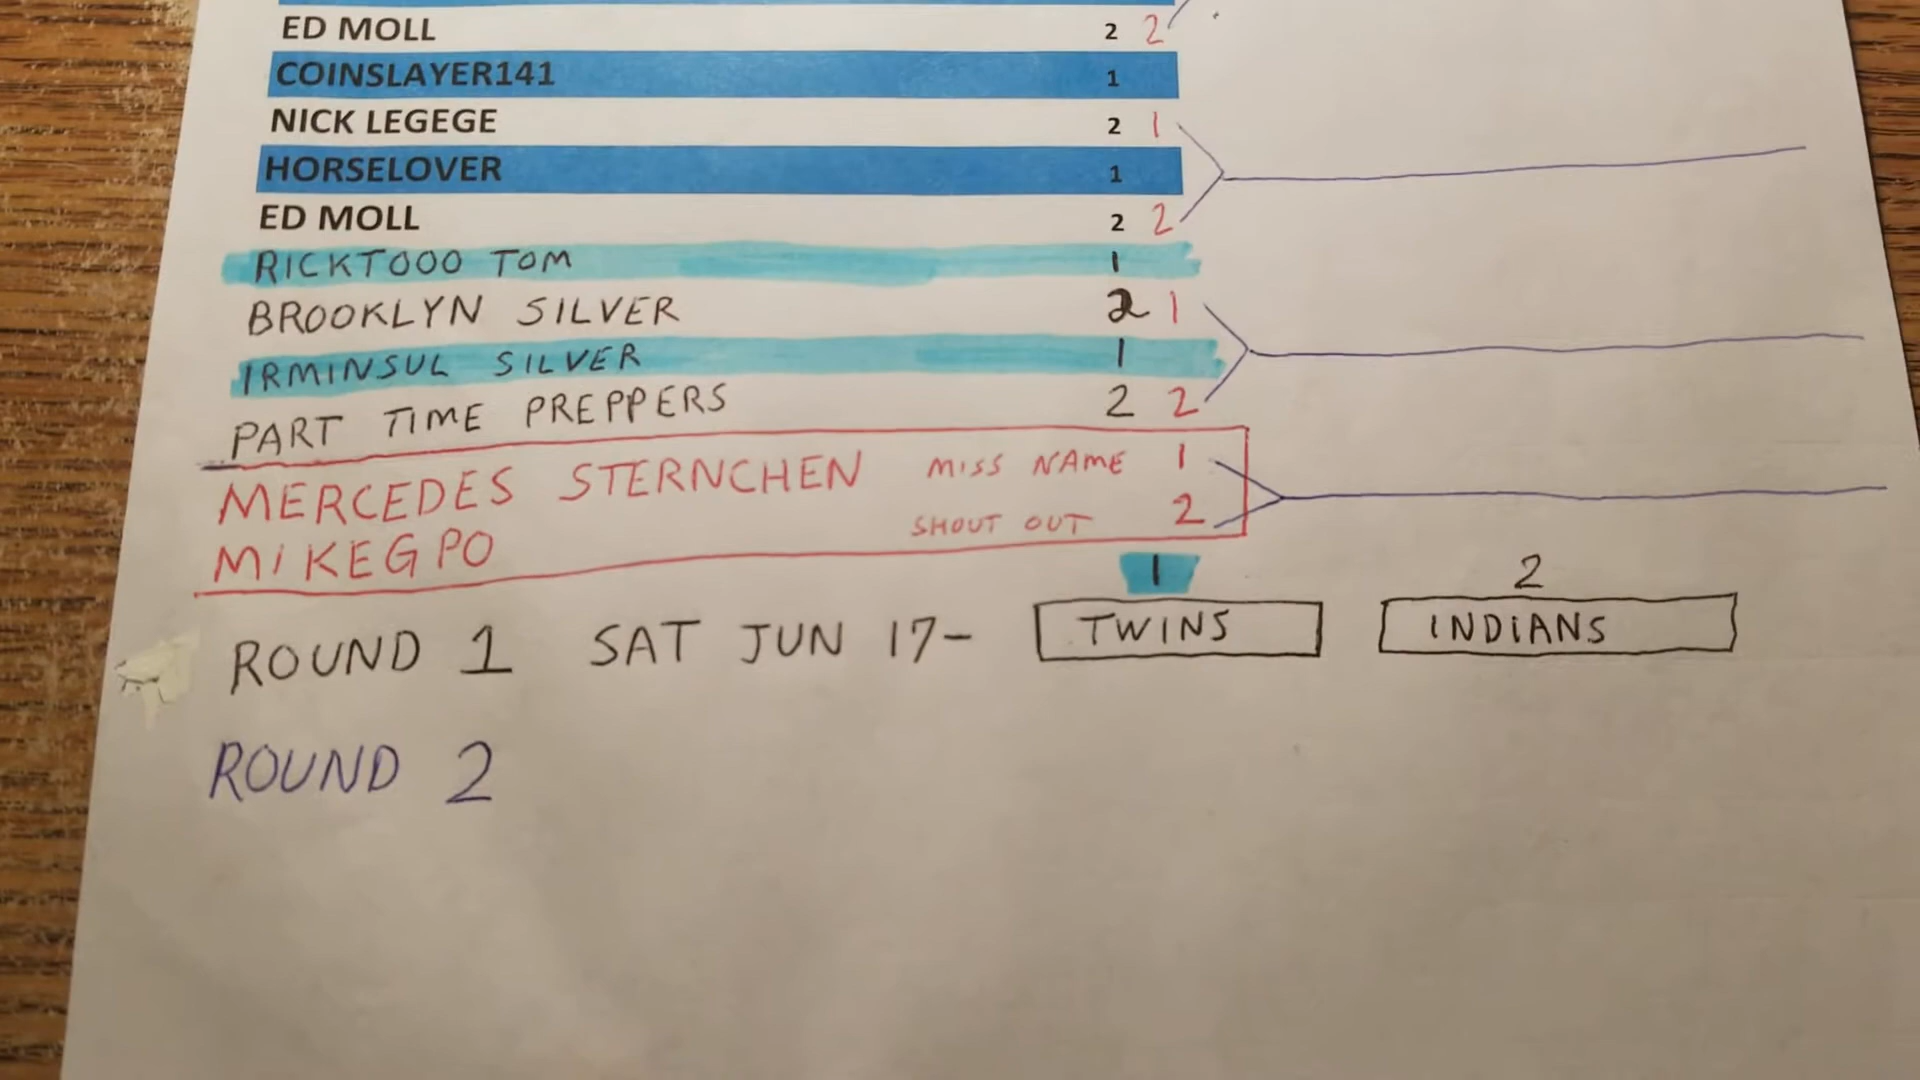 ED MOLL 2 2
COINSLAYER141 1
NICK LEGEGE 2 1
HORSELOVER 1
ED MOLL 2 2
RICKTOOO TOM 1
BROOKLYN SILVER 2 1
IRMINSUL SILVER 1
PART TIME PREPPERS 2 2
MERCEDES STERNCHEN MISS NAME 1
MIKEGPO SHOUT OUT 2
1 2
ROUND 1 SAT JUN 17- TWINS INDIANS
ROUND 2